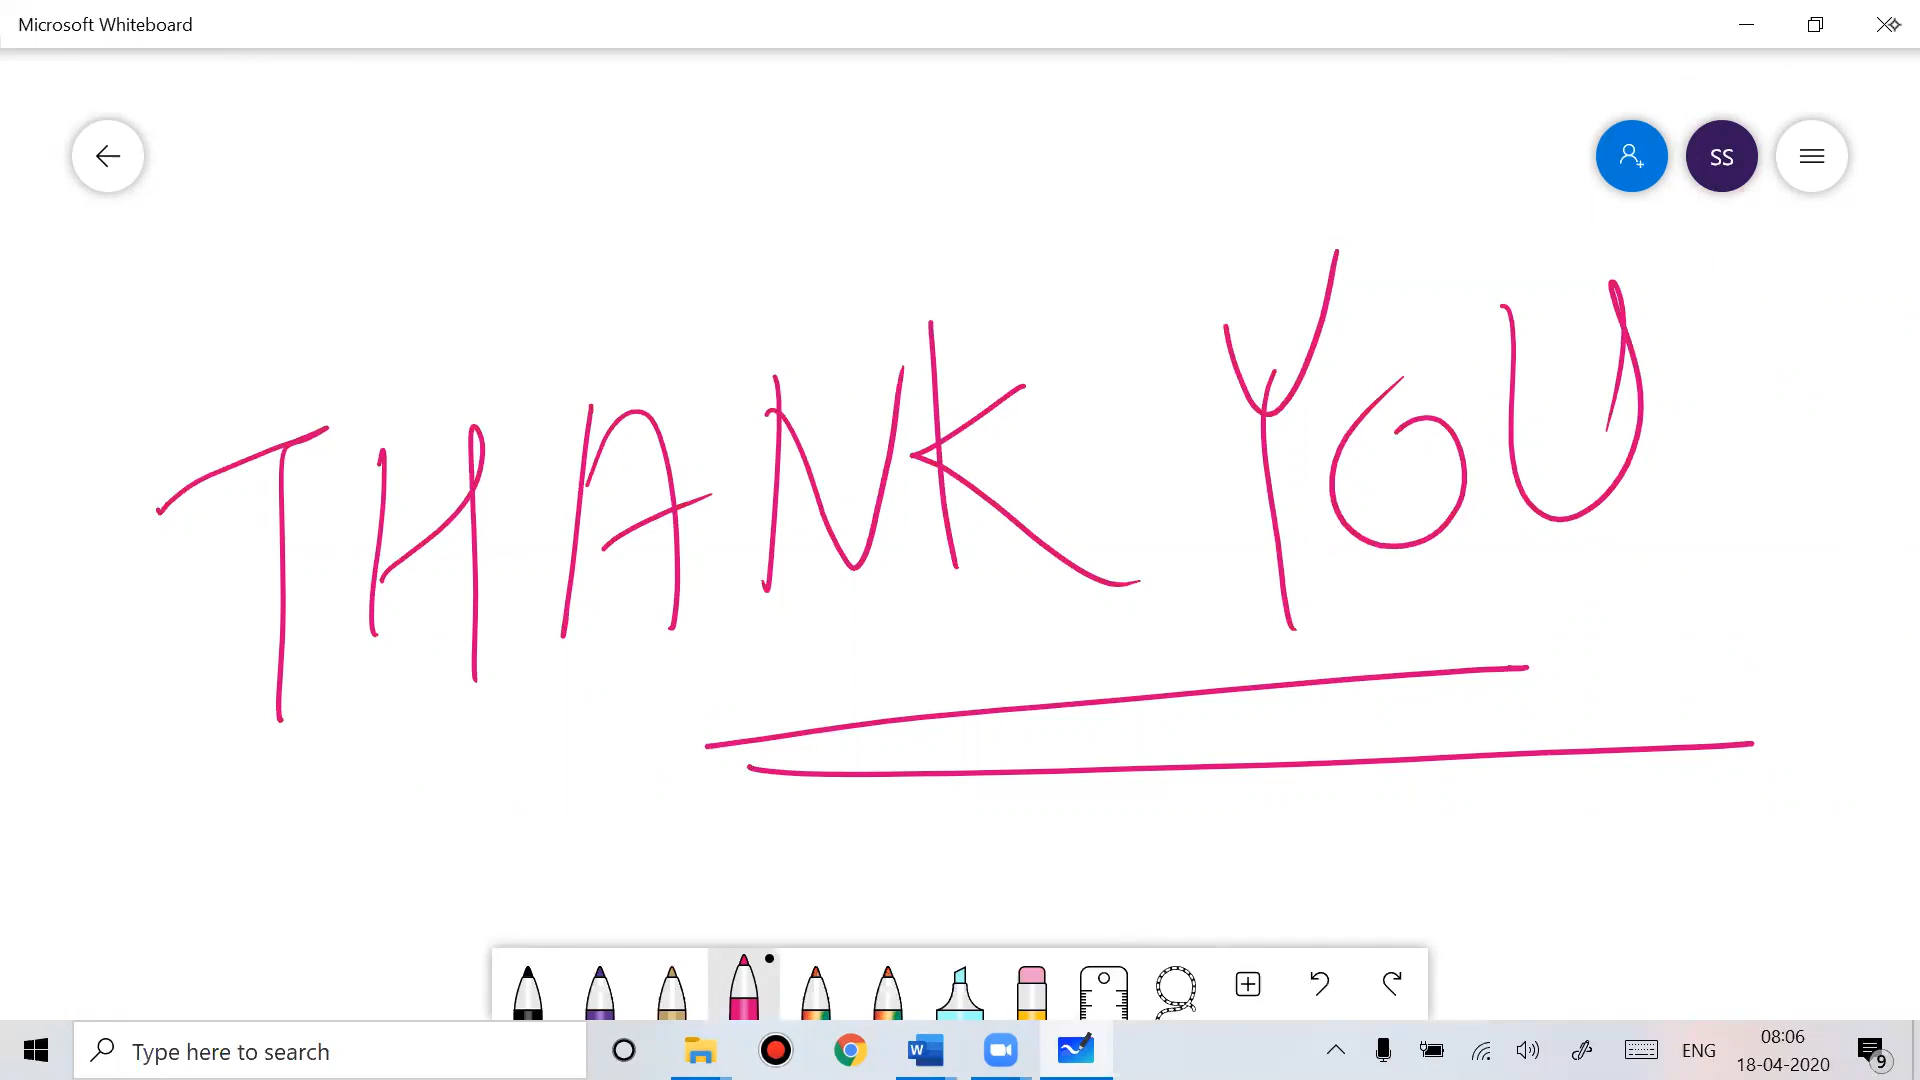 Microsoft Whiteboard
SS
THANK YOU
Type here to search
W
ENG
08:06
18-04-2020
9